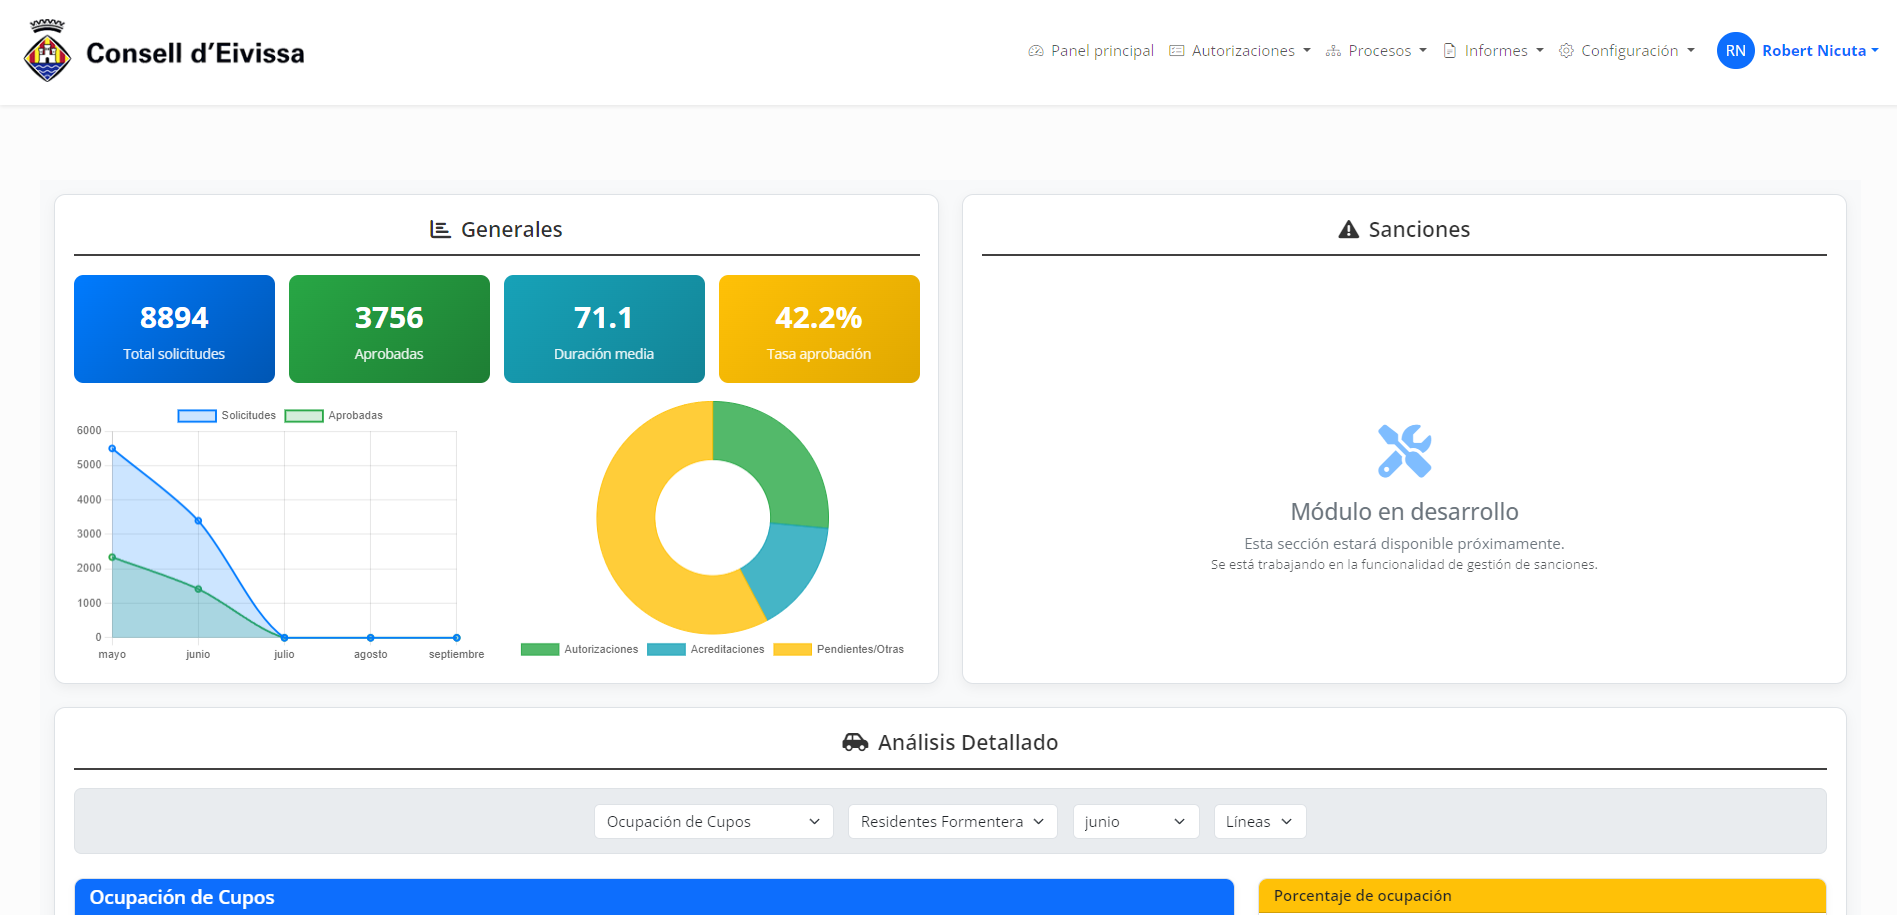 Consell d'Eivissa
Panel principal
Autorizaciones
Procesos
Informes
Configuración
RN
Robert Nicuta
Generales
8894
Total solicitudes
3756
Aprobadas
71.1
Duración media
42.2%
Tasa aprobación
Solicitudes
Aprobadas
6000
5000
4000
3000
2000
1000
0
mayo
junio
julio
agosto
septiembre
Autorizaciones
Acreditaciones
Pendientes/Otras
Sanciones
Módulo en desarrollo
Esta sección estará disponible próximamente.
Se está trabajando en la funcionalidad de gestión de sanciones.
Análisis Detallado
Ocupación de Cupos
Residentes Formentera
junio
Líneas
Ocupación de Cupos
Porcentaje de ocupación